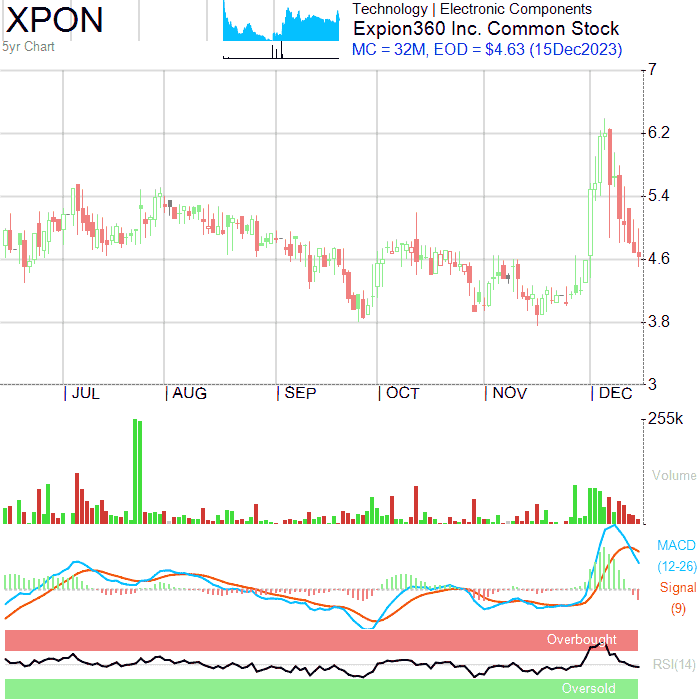 XPON
5yr Chart
Technology | Electronic Components
Expion360 Inc. Common Stock
MC = 32M, EOD = $4.63 (15Dec2023)
7
6.2
5.4
4.6
3.8
3
JUL AUG SEP OCT NOV DEC
255k
Volume
MACD
(12-26)
Signal
(9)
Overbought
RSI(14)
Oversold